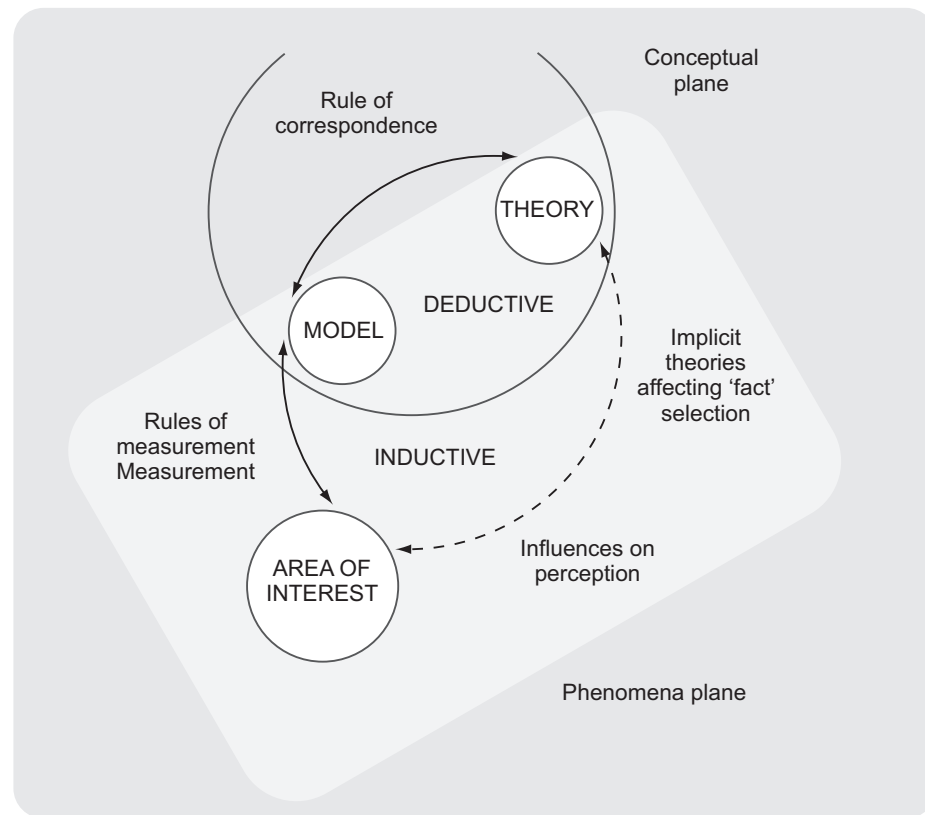 Conceptual
plane
Rule of
correspondence
THEORY
DEDUCTIVE
MODEL
Implicit
theories
affecting ‘fact’
selection
Rules of
measurement
Measurement
INDUCTIVE
Influences on
perception
AREA OF
INTEREST
Phenomena plane